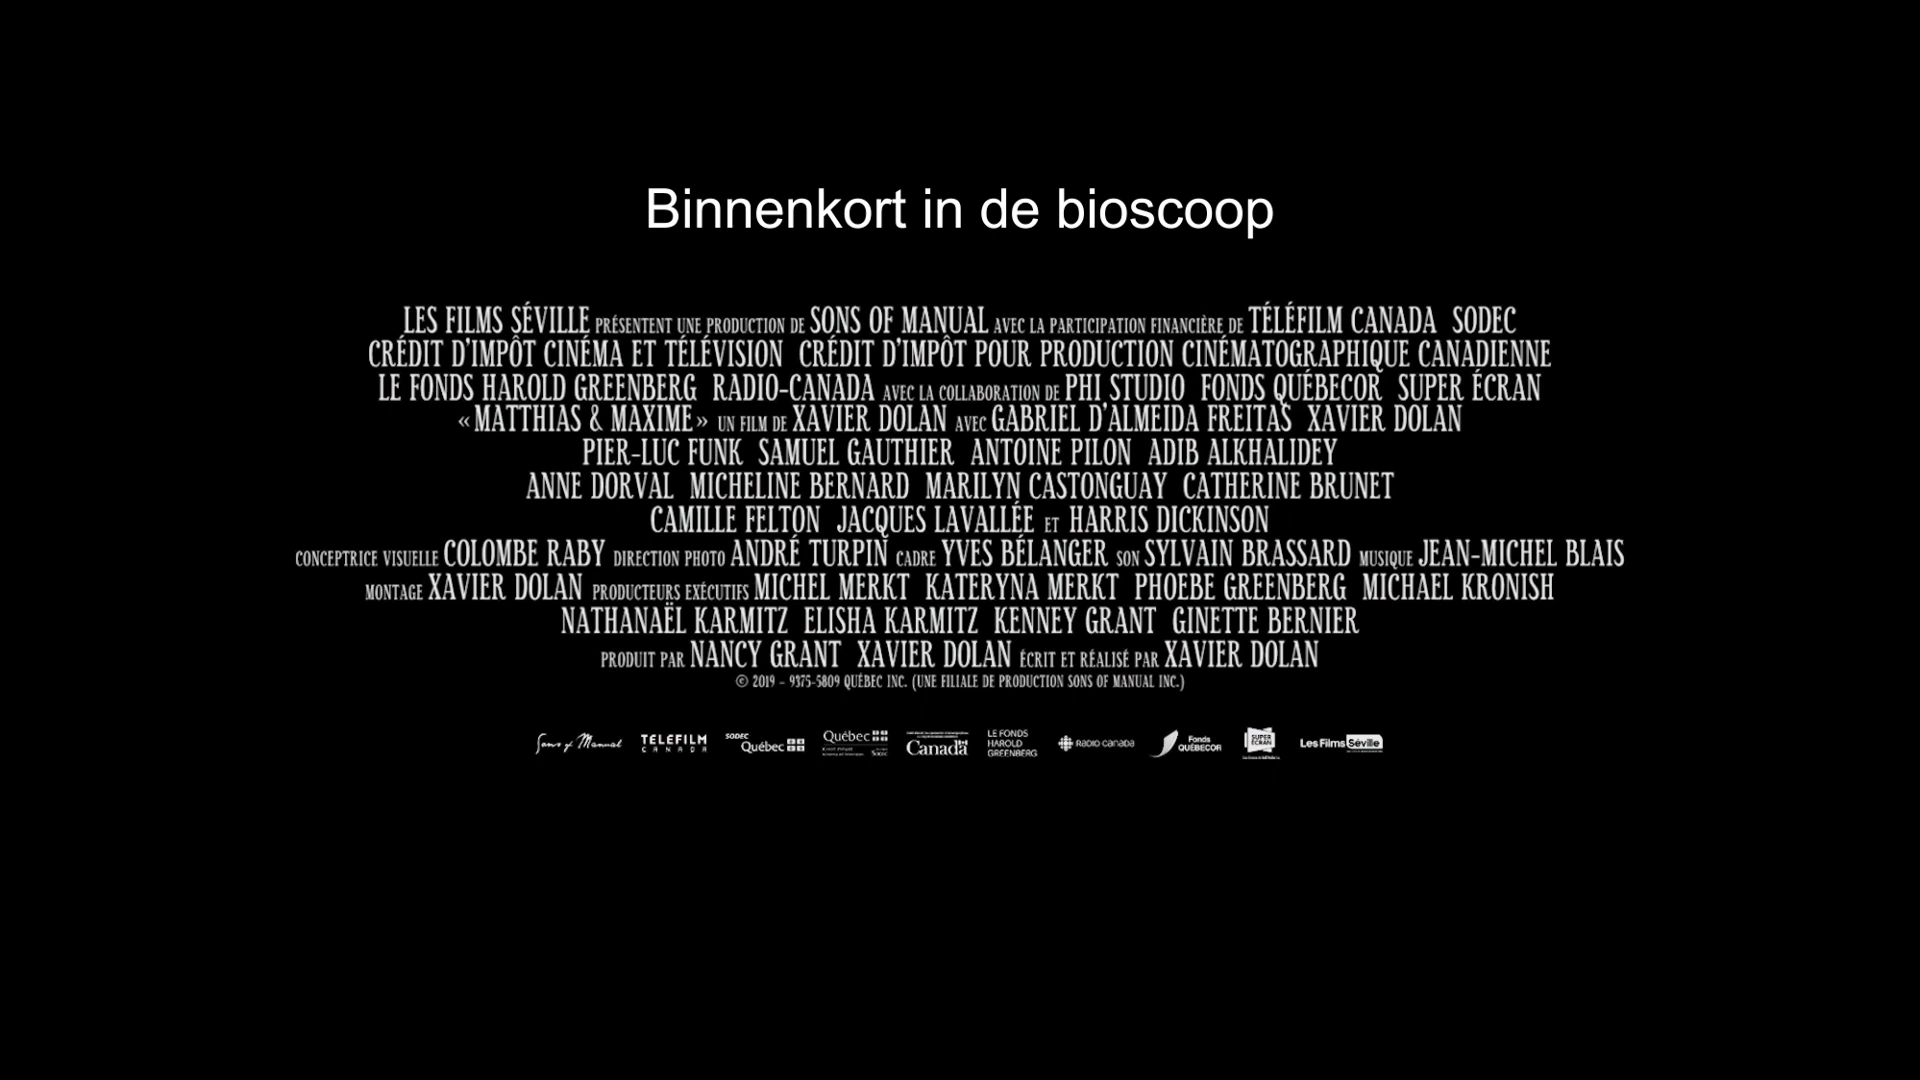 Binnenkort in de bioscoop
LES FILMS SÉVILLE PRÉSENTENT UNE PRODUCTION DE SONS OF MANUAL AVEC LA PARTICIPATION FINANCIÈRE DE TÉLÉFILM CANADA SODEC
CRÉDIT D'IMPÔT CINÉMA ET TÉLÉVISION CRÉDIT D'IMPÔT POUR PRODUCTION CINÉMATOGRAPHIQUE CANADIENNE
LE FONDS HAROLD GREENBERG RADIO-CANADA AVEC LA COLLABORATION DE PHI STUDIO FONDS QUÉBECOR SUPER ÉCRAN
« MATTHIAS & MAXIME » UN FILM DE XAVIER DOLAN AVEC GABRIEL D'ALMEIDA FREITAS XAVIER DOLAN
PIER-LUC FUNK SAMUEL GAUTHIER ANTOINE PILON ADIB ALKHALIDEY
ANNE DORVAL MICHELINE BERNARD MARILYN CASTONGUAY CATHERINE BRUNET
CAMILLE FELTON JACQUES LAVALLÉE ET HARRIS DICKINSON
CONCEPTRICE VISUELLE COLOMBE RABY DIRECTION PHOTO ANDRÉ TURPIN CADRE YVES BÉLANGER SON SYLVAIN BRASSARD MUSIQUE JEAN-MICHEL BLAIS
MONTAGE XAVIER DOLAN PRODUCTEURS EXÉCUTIFS MICHEL MERKT KATERYNA MERKT PHOEBE GREENBERG MICHAEL KRONISH
NATHANAËL KARMITZ ELISHA KARMITZ KENNEY GRANT GINETTE BERNIER
PRODUIT PAR NANCY GRANT XAVIER DOLAN ÉCRIT ET RÉALISÉ PAR XAVIER DOLAN
© 2019 - 9375-5809 QUÉBEC INC. (UNE FILIALE DE PRODUCTION SONS OF MANUAL INC.)
Sons of Manual
TELEFILM
CANADA
SODEC
Québec
Québec
Canada
LE FONDS
HAROLD
GREENBERG
RADIO CANADA
Fonds
QUÉBECOR
SUPER
ÉCRAN
Les Films Séville